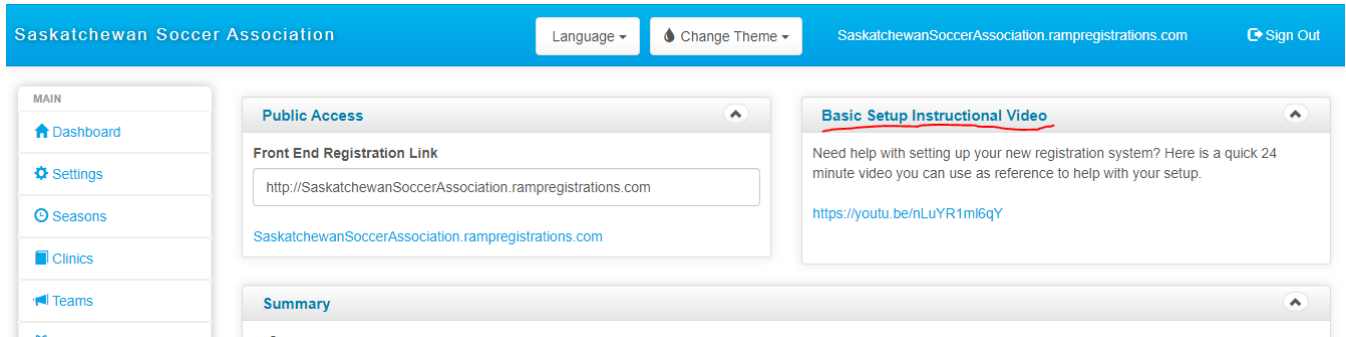 Saskatchewan Soccer Association
Language
Change Theme
SaskatchewanSoccerAssociation.rampregistrations.com
Sign Out
MAIN
Dashboard
Settings
Seasons
Clinics
Teams
Public Access
Front End Registration Link
http://SaskatchewanSoccerAssociation.rampregistrations.com
SaskatchewanSoccerAssociation.rampregistrations.com
Basic Setup Instructional Video
Need help with setting up your new registration system? Here is a quick 24
minute video you can use as reference to help with your setup.
https://youtu.be/nLuYR1ml6qY
Summary